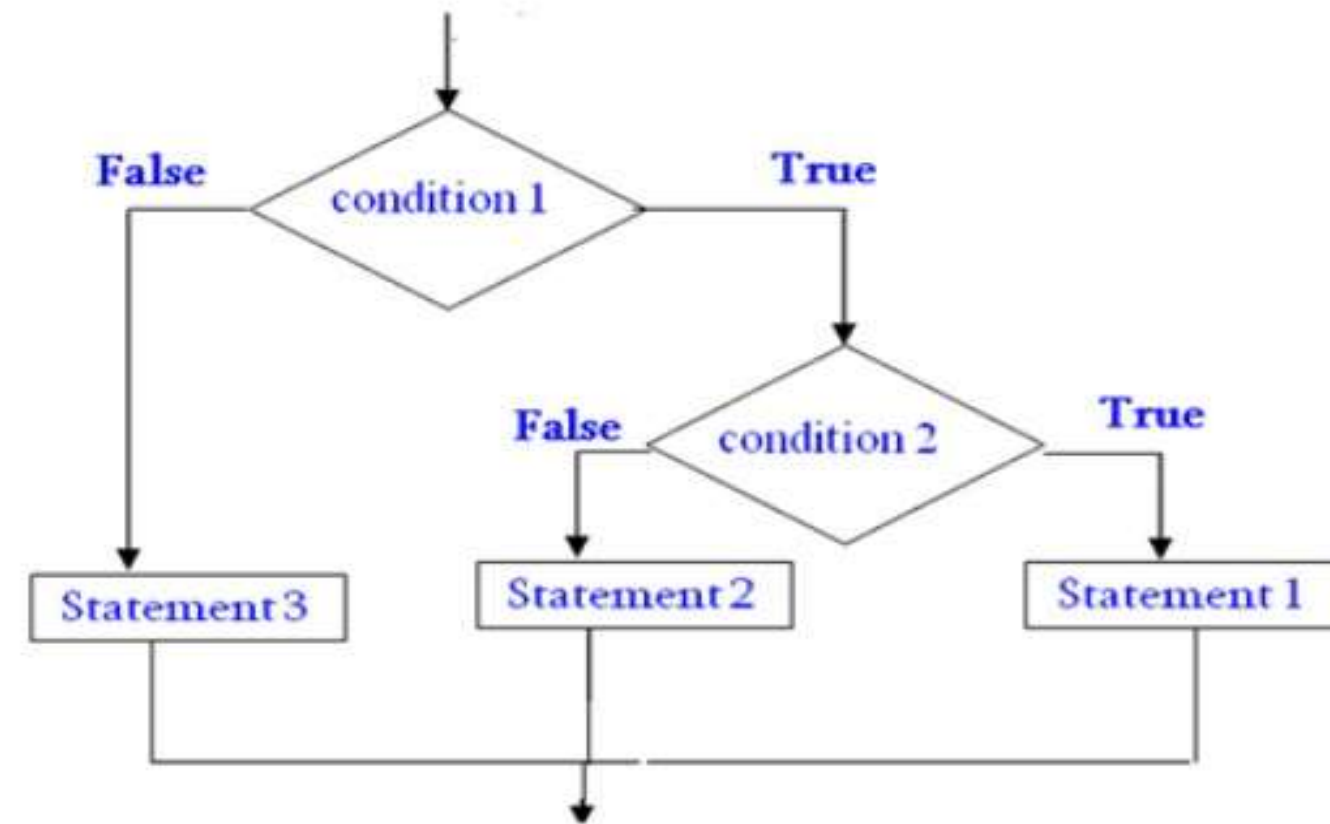 False
True
condition 1
False
True
condition 2
Statement 3
Statement 2
Statement 1